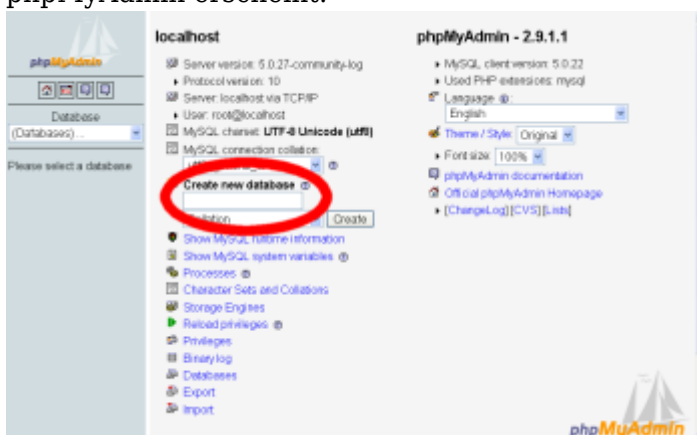 phpMyAdmin erscheint.
phpMyAdmin
Database
(Databases) ...
Please select a database
localhost
Server version: 5.0.27-community-log
Protocol version: 10
Server: localhost via TCP/IP
User: root@localhost
MySQL charset: UTF-8 Unicode (utf8)
MySQL connection collation:
Create new database
Collation
Create
Show MySQL runtime information
Show MySQL system variables
Processes
Character Sets and Collations
Storage Engines
Reload privileges
Privileges
Binary log
Databases
Export
Import
phpMyAdmin - 2.9.1.1
MySQL client version: 5.0.22
Used PHP extensions: mysql
Language:
English
Theme / Style: Original
Font size: 100%
phpMyAdmin documentation
Official phpMyAdmin Homepage
[ChangeLog] [CVS] [Lists]
phpMyAdmin